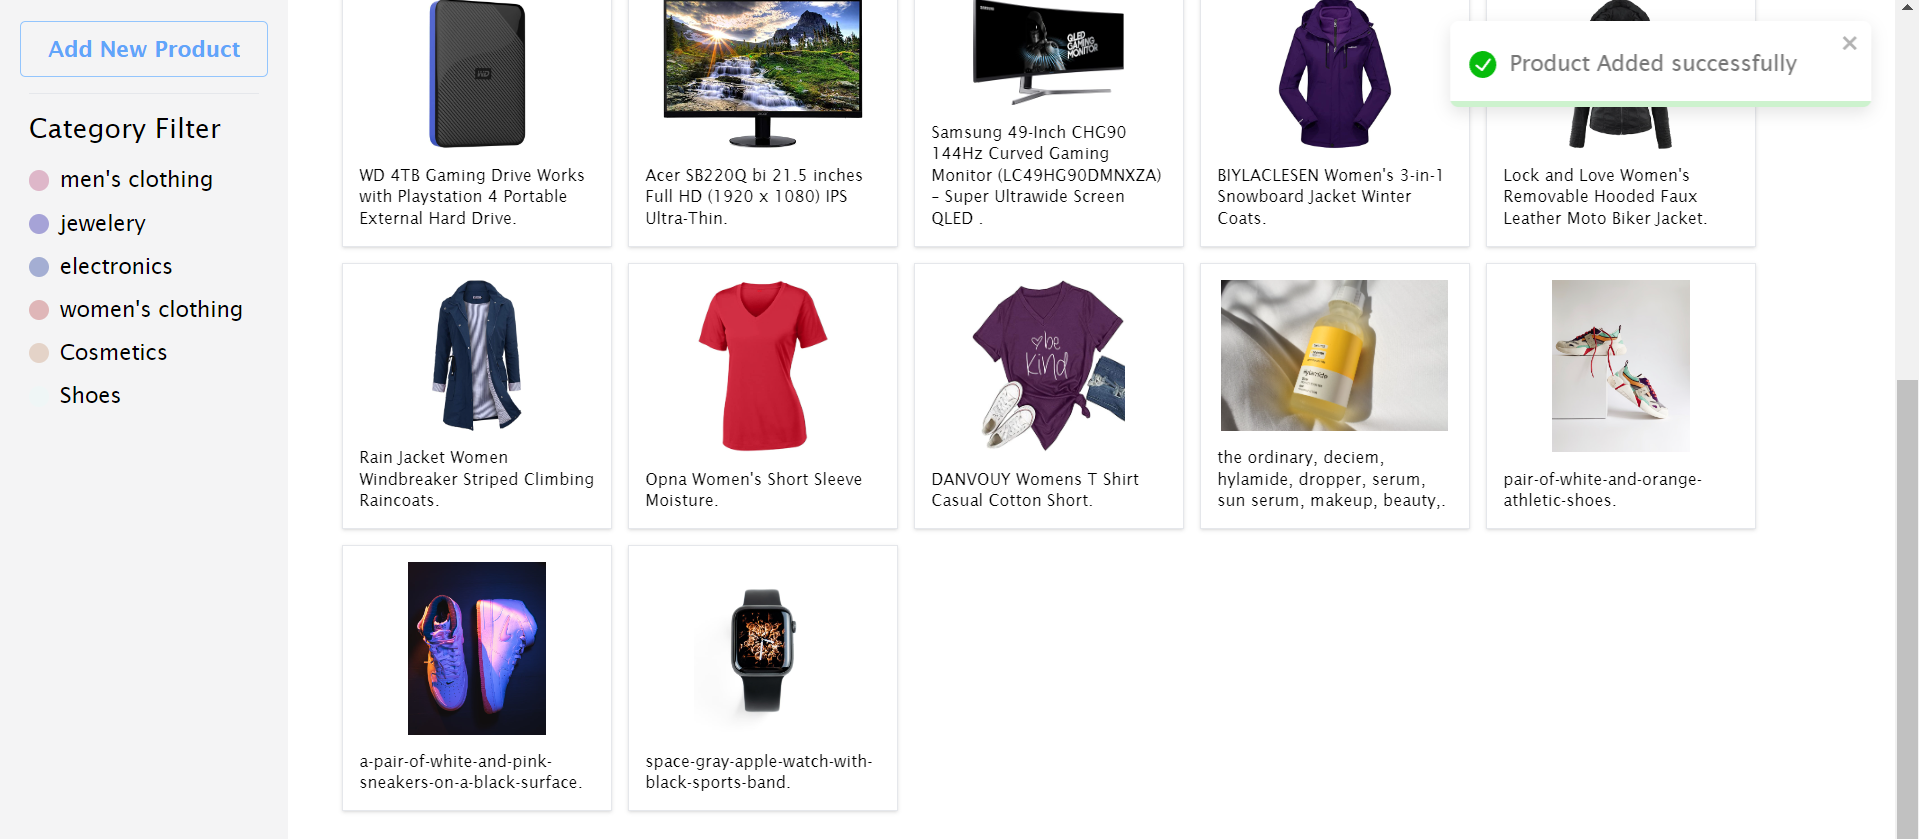 Add New Product
Category Filter
men's clothing
jewelery
electronics
women's clothing
Cosmetics
Shoes
Product Added successfully
WD
WD 4TB Gaming Drive Works
with Playstation 4 Portable
External Hard Drive.
Acer SB220Q bi 21.5 inches
Full HD (1920 x 1080) IPS
Ultra-Thin.
SAMSUNG
QLED
GAMING
MONITOR
Samsung 49-Inch CHG90
144Hz Curved Gaming
Monitor (LC49HG90DMNXZA)
– Super Ultrawide Screen
QLED .
BIYLACLESEN Women's 3-in-1
Snowboard Jacket Winter
Coats.
Lock and Love Women's
Removable Hooded Faux
Leather Moto Biker Jacket.
Rain Jacket Women
Windbreaker Striped Climbing
Raincoats.
Opna Women's Short Sleeve
Moisture.
be
kind
DANVOUY Womens T Shirt
Casual Cotton Short.
the ordinary, deciem,
hylamide, dropper, serum,
sun serum, makeup, beauty,.
pair-of-white-and-orange-
athletic-shoes.
a-pair-of-white-and-pink-
sneakers-on-a-black-surface.
space-gray-apple-watch-with-
black-sports-band.